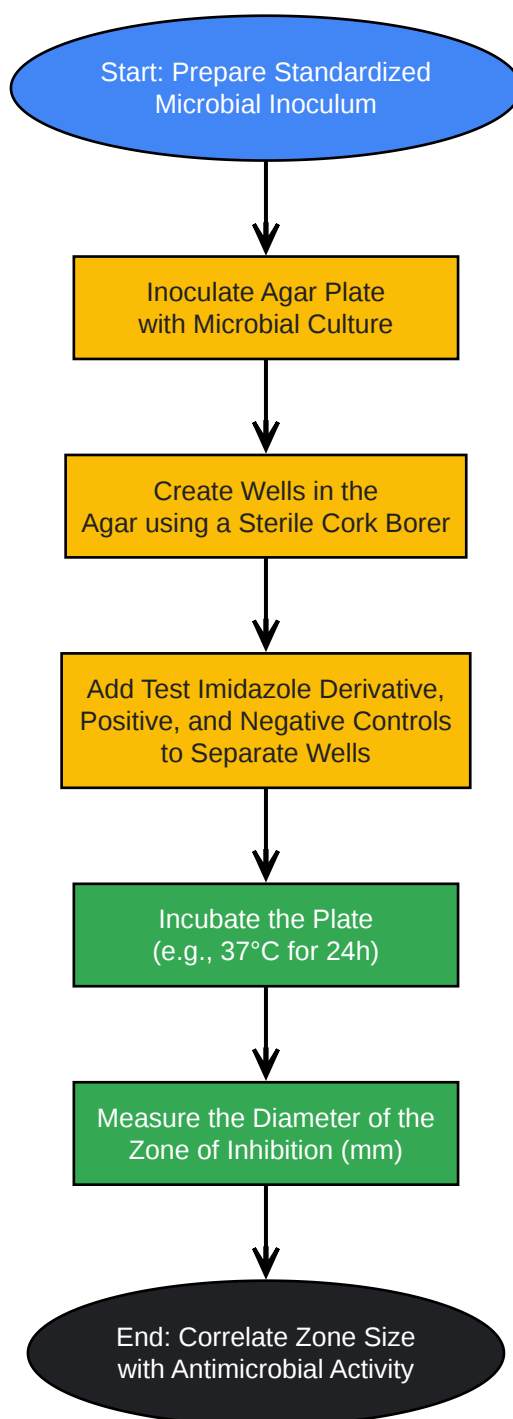 Start: Prepare Standardized
Microbial Inoculum
Inoculate Agar Plate
with Microbial Culture
Create Wells in the
Agar using a Sterile Cork Borer
Add Test Imidazole Derivative,
Positive, and Negative Controls
to Separate Wells
Incubate the Plate
(e.g., 37°C for 24h)
Measure the Diameter of the
Zone of Inhibition (mm)
End: Correlate Zone Size
with Antimicrobial Activity